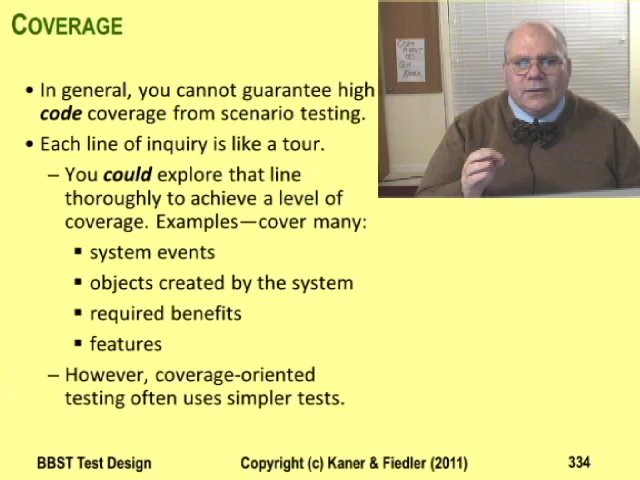 COVERAGE
• In general, you cannot guarantee high
code coverage from scenario testing.
• Each line of inquiry is like a tour.
– You could explore that line
thoroughly to achieve a level of
coverage. Examples—cover many:
▪ system events
▪ objects created by the system
▪ required benefits
▪ features
– However, coverage-oriented
testing often uses simpler tests.
BBST Test Design Copyright (c) Kaner & Fiedler (2011) 334